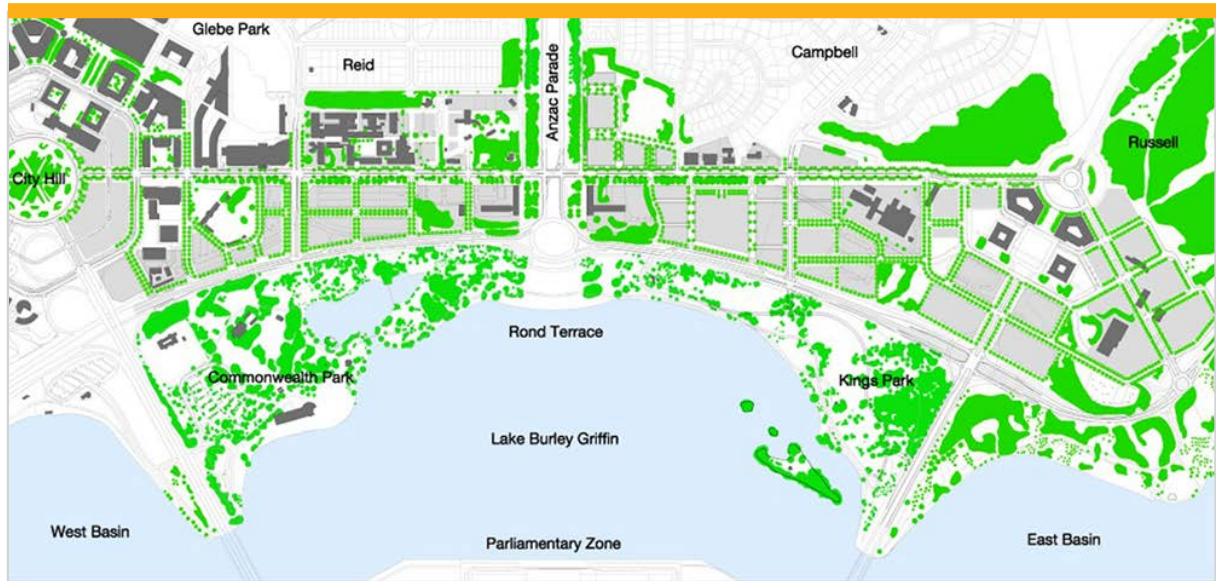 Glebe Park
Reid
Anzac Parade
Campbell
Russell
City Hill
Rond Terrace
Commonwealth Park
Kings Park
Lake Burley Griffin
West Basin
Parliamentary Zone
East Basin